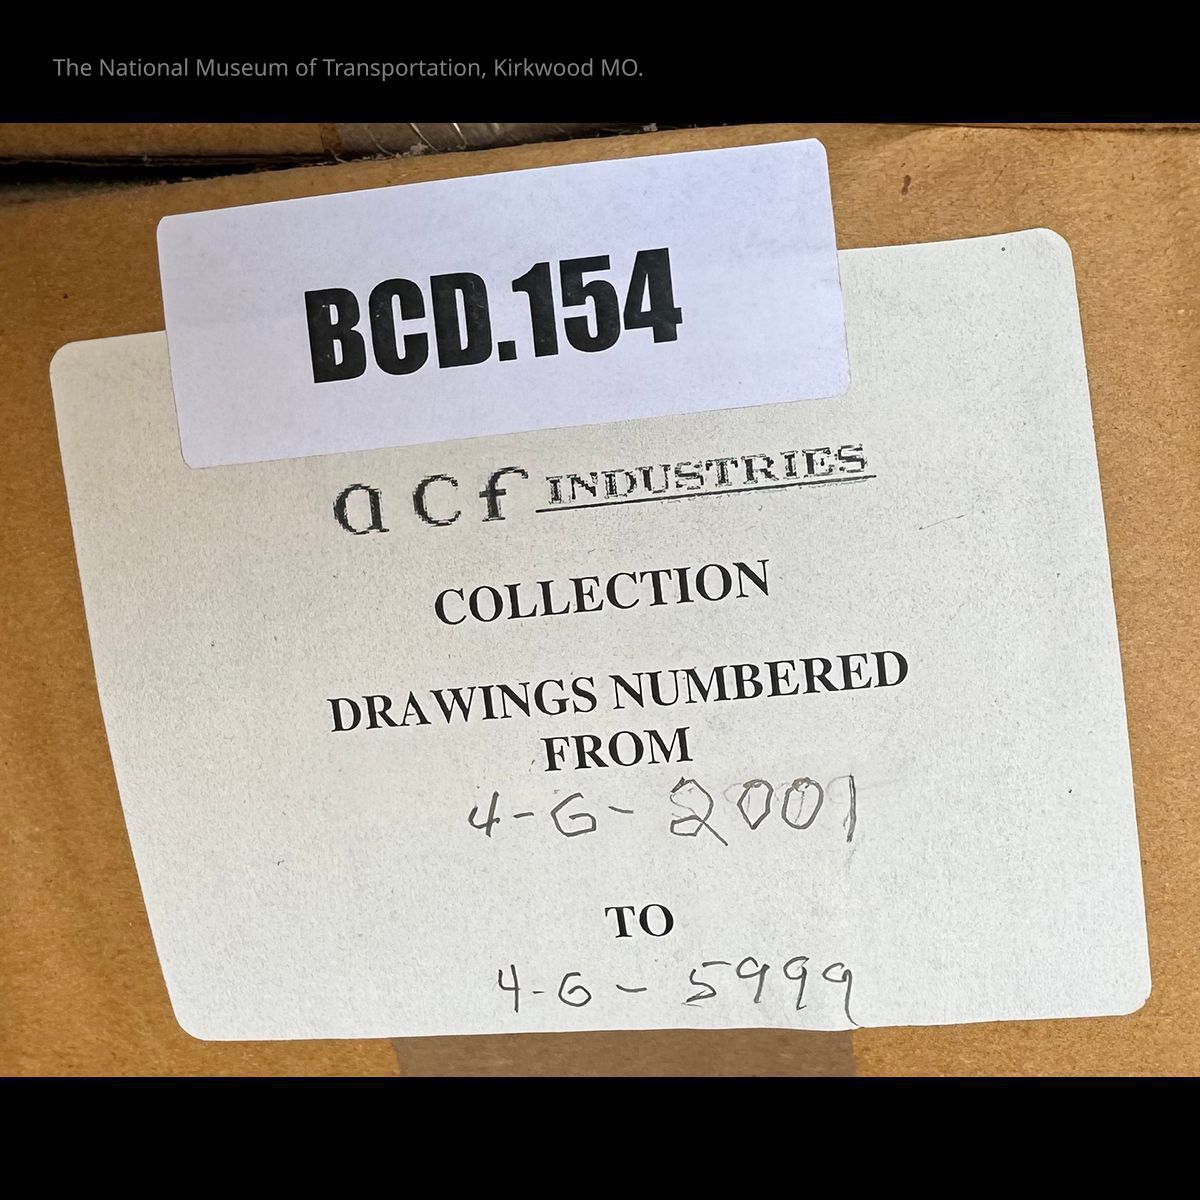 The National Museum of Transportation, Kirkwood MO.
BCD.154
acf INDUSTRIES
COLLECTION
DRAWINGS NUMBERED
FROM
4-G-2001
TO
4-G-5999